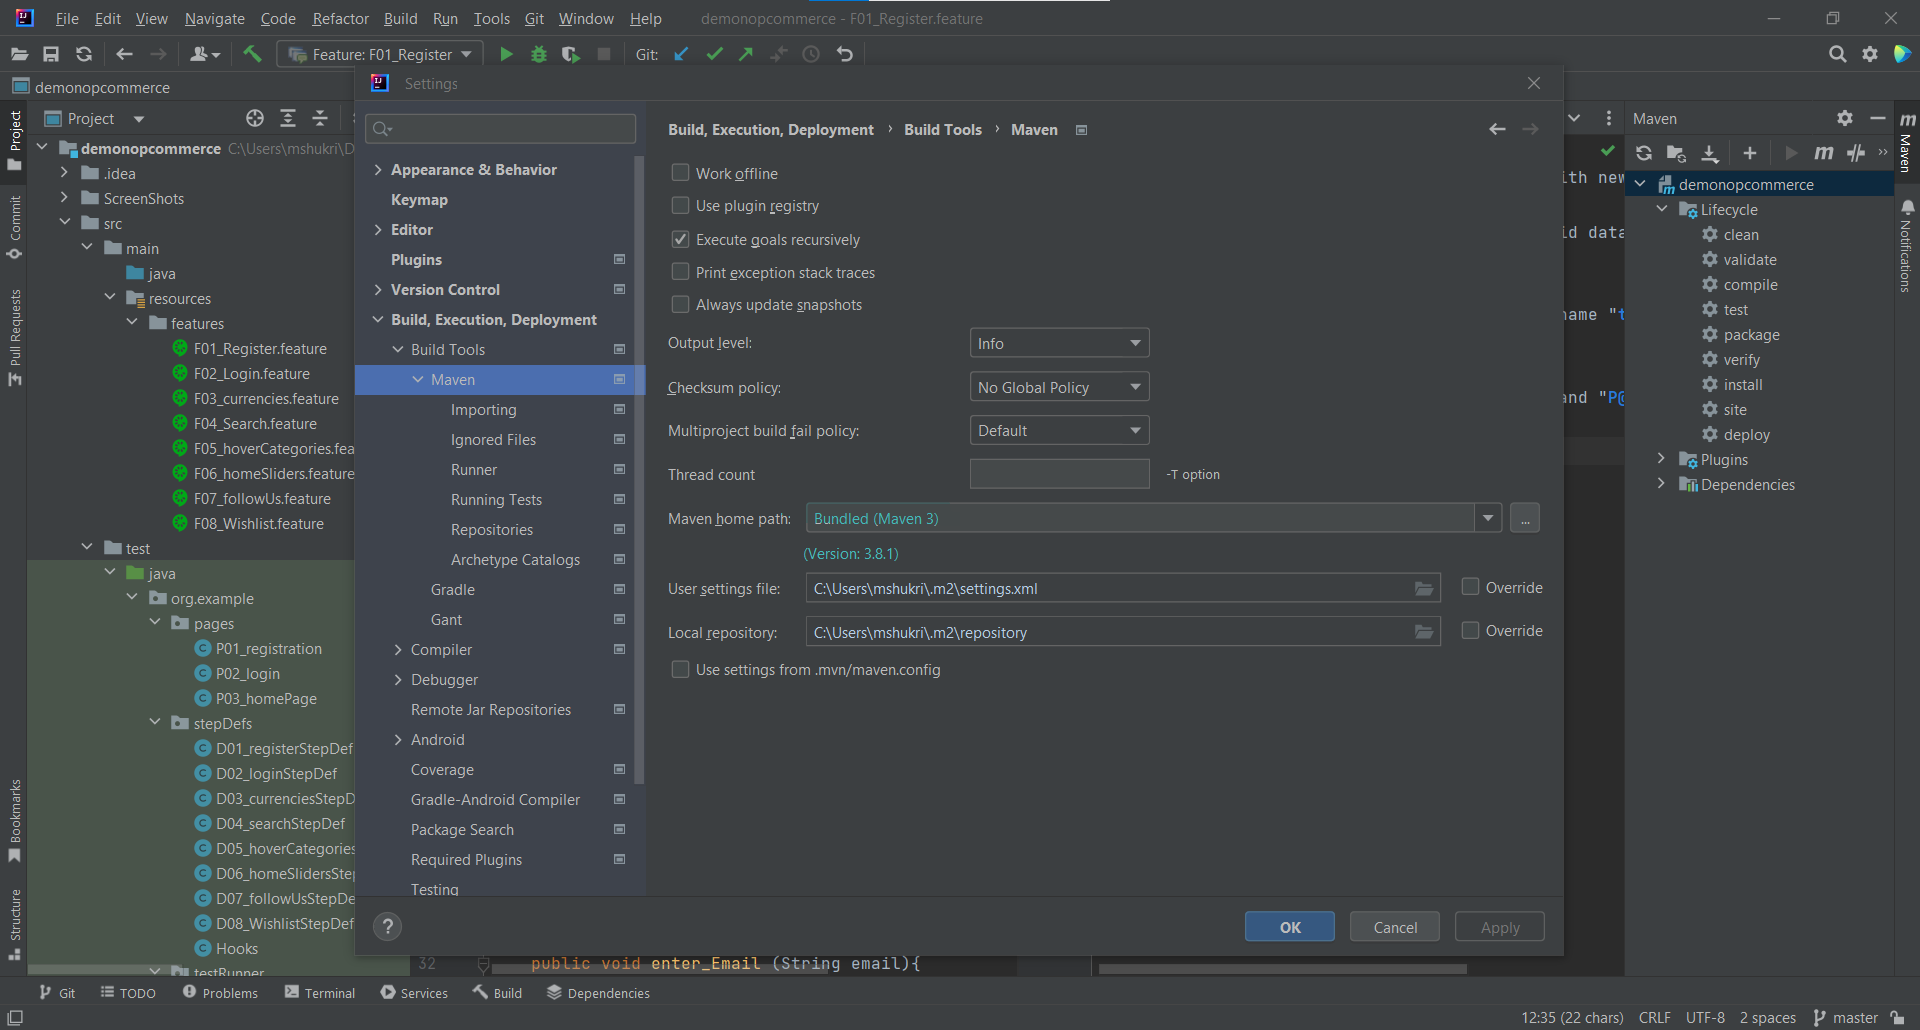 File Edit View Navigate Code Refactor Build Run Tools Git Window Help demonopcommerce - F01_Register.feature
Feature: F01_Register Git:
demonopcommerce
Project
demonopcommerce C:\Users\mshukri\D
.idea
ScreenShots
src
main
java
resources
features
F01_Register.feature
F02_Login.feature
F03_currencies.feature
F04_Search.feature
F05_hoverCategories.fea
F06_homeSliders.feature
F07_followUs.feature
F08_Wishlist.feature
test
java
org.example
pages
P01_registration
P02_login
P03_homePage
stepDefs
D01_registerStepDef
D02_loginStepDef
D03_currenciesStepD
D04_searchStepDef
D05_hoverCategories
D06_homeSlidersStep
D07_followUsStepDe
D08_WishlistStepDef
Hooks
testRunner
Project
Commit
Pull Requests
Bookmarks
Structure
Settings
Appearance & Behavior
Keymap
Editor
Plugins
Version Control
Build, Execution, Deployment
Build Tools
Maven
Importing
Ignored Files
Runner
Running Tests
Repositories
Archetype Catalogs
Gradle
Gant
Compiler
Debugger
Remote Jar Repositories
Android
Coverage
Gradle-Android Compiler
Package Search
Required Plugins
Testing
Build, Execution, Deployment › Build Tools › Maven
Work offline
Use plugin registry
Execute goals recursively
Print exception stack traces
Always update snapshots
Output level: Info
Checksum policy: No Global Policy
Multiproject build fail policy: Default
Thread count -T option
Maven home path: Bundled (Maven 3) ...
(Version: 3.8.1)
User settings file: C:\Users\mshukri\.m2\settings.xml Override
Local repository: C:\Users\mshukri\.m2\repository Override
Use settings from .mvn/maven.config
? OK Cancel Apply
ith new
id data
name "t
and "P@
32 public void enter_Email (String email){
Maven
demonopcommerce
Lifecycle
clean
validate
compile
test
package
verify
install
site
deploy
Plugins
Dependencies
Maven
Notifications
Git TODO Problems Terminal Services Build Dependencies
12:35 (22 chars) CRLF UTF-8 2 spaces master